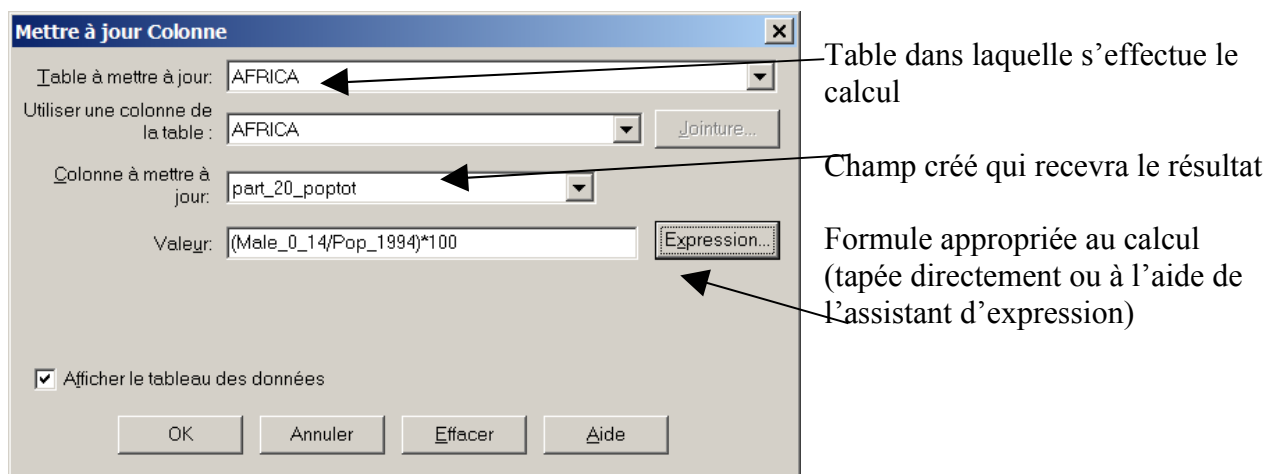 Mettre à jour Colonne
Table à mettre à jour: AFRICA
Utiliser une colonne de
la table : AFRICA Jointure...
Colonne à mettre à
jour: part_20_poptot
Valeur: (Male_0_14/Pop_1994)*100 Expression...
Afficher le tableau des données
OK Annuler Effacer Aide
Table dans laquelle s’effectue le
calcul
Champ créé qui recevra le résultat
Formule appropriée au calcul
(tapée directement ou à l’aide de
l’assistant d’expression)